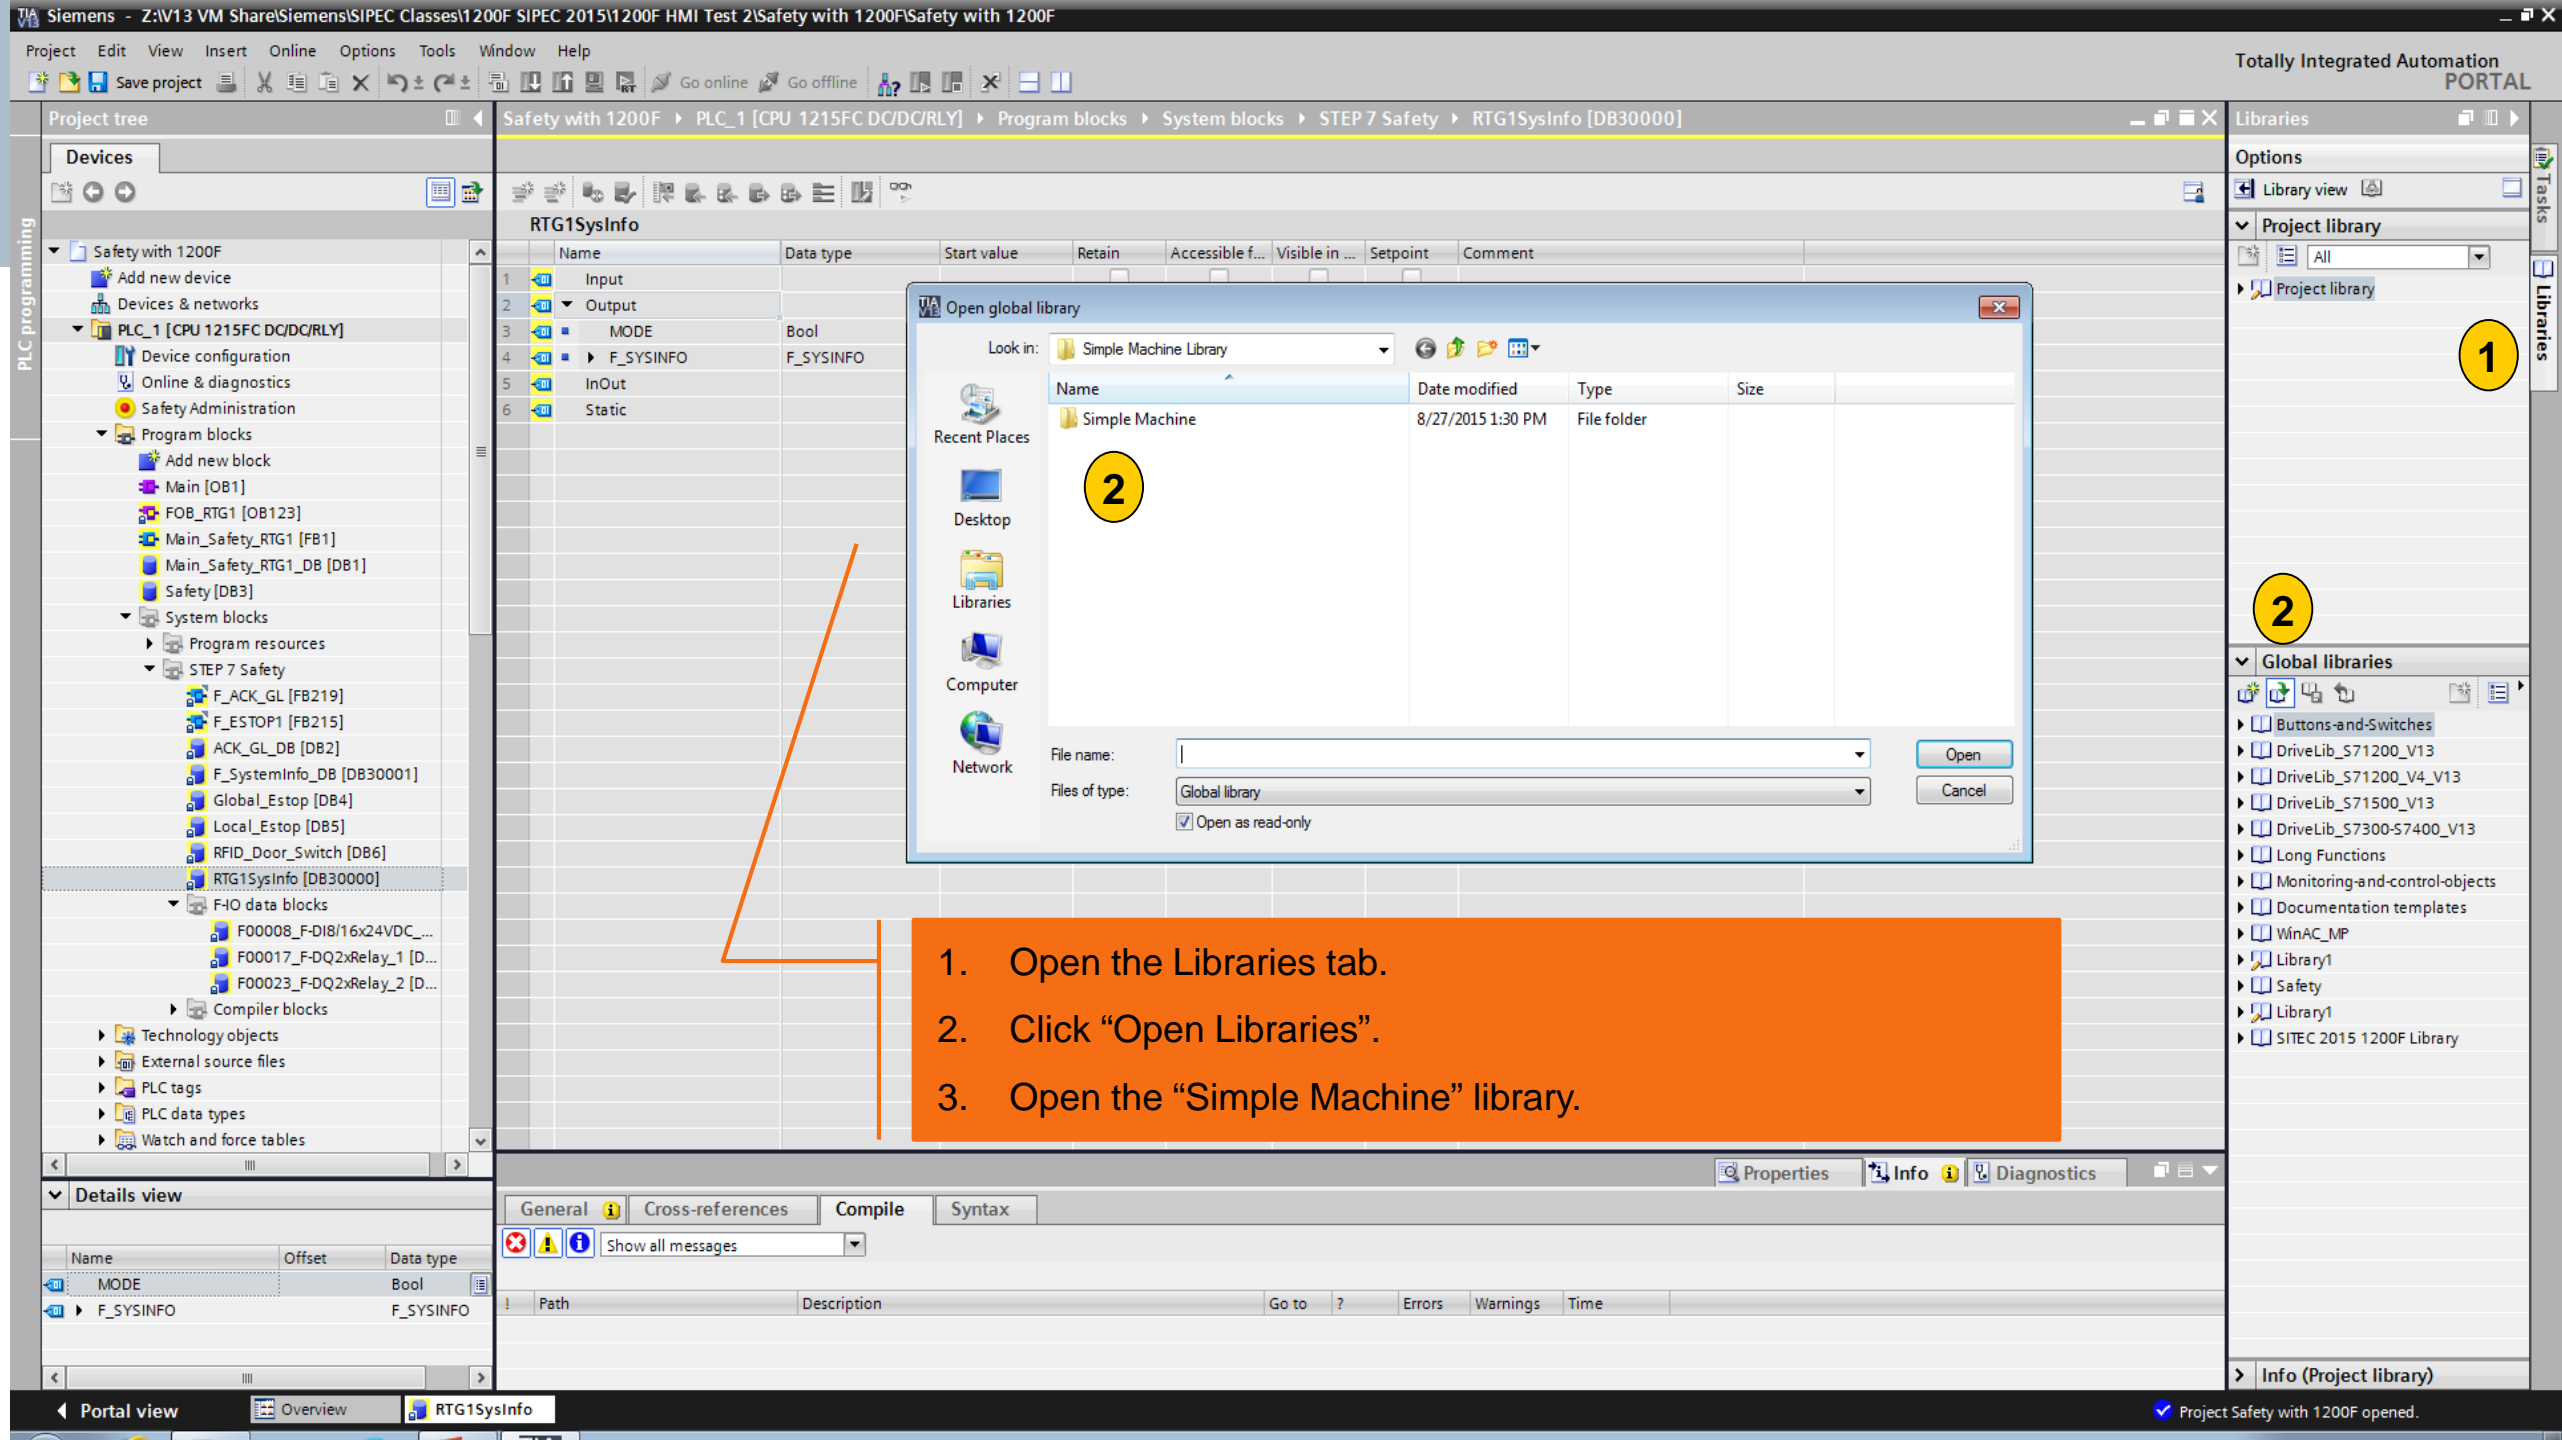 Siemens - Z:\V13 VM Share\Siemens\SIPEC Classes\1200F SIPEC 2015\1200F HMI Test 2\Safety with 1200F\Safety with 1200F
Project Edit View Insert Online Options Tools Window Help
Totally Integrated Automation
PORTAL
Save project Go online Go offline
Project tree
Devices
PLC programming
Safety with 1200F
Add new device
Devices & networks
PLC_1 [CPU 1215FC DC/DC/RLY]
Device configuration
Online & diagnostics
Safety Administration
Program blocks
Add new block
Main [OB1]
FOB_RTG1 [OB123]
Main_Safety_RTG1 [FB1]
Main_Safety_RTG1_DB [DB1]
Safety [DB3]
System blocks
Program resources
STEP 7 Safety
F_ACK_GL [FB219]
F_ESTOP1 [FB215]
ACK_GL_DB [DB2]
F_SystemInfo_DB [DB30001]
Global_Estop [DB4]
Local_Estop [DB5]
RFID_Door_Switch [DB6]
RTG1SysInfo [DB30000]
F-IO data blocks
F00008_F-DI8/16x24VDC_...
F00017_F-DQ2xRelay_1 [D...
F00023_F-DQ2xRelay_2 [D...
Compiler blocks
Technology objects
External source files
PLC tags
PLC data types
Watch and force tables
Details view
Name Offset Data type
MODE Bool
F_SYSINFO F_SYSINFO
Safety with 1200F PLC_1 [CPU 1215FC DC/DC/RLY] Program blocks System blocks STEP 7 Safety RTG1SysInfo [DB30000]
RTG1SysInfo
Name Data type Start value Retain Accessible f... Visible in ... Setpoint Comment
1 Input
2 Output
3 MODE Bool
4 F_SYSINFO F_SYSINFO
5 InOut
6 Static
Open global library
Look in: Simple Machine Library
Name Date modified Type Size
Simple Machine 8/27/2015 1:30 PM File folder
Recent Places
Desktop
Libraries
Computer
Network
2
File name: Open
Files of type: Global library Cancel
Open as read-only
1. Open the Libraries tab.
2. Click “Open Libraries”.
3. Open the “Simple Machine” library.
Properties Info Diagnostics
General Cross-references Compile Syntax
Show all messages
! Path Description Go to ? Errors Warnings Time
Libraries
Options
Library view
Project library
All
Project library
1
2
Global libraries
Buttons-and-Switches
DriveLib_S71200_V13
DriveLib_S71200_V4_V13
DriveLib_S71500_V13
DriveLib_S7300-S7400_V13
Long Functions
Monitoring-and-control-objects
Documentation templates
WinAC_MP
Library1
Safety
Library1
SITEC 2015 1200F Library
Info (Project library)
Tasks
Libraries
Portal view Overview RTG1SysInfo
Project Safety with 1200F opened.